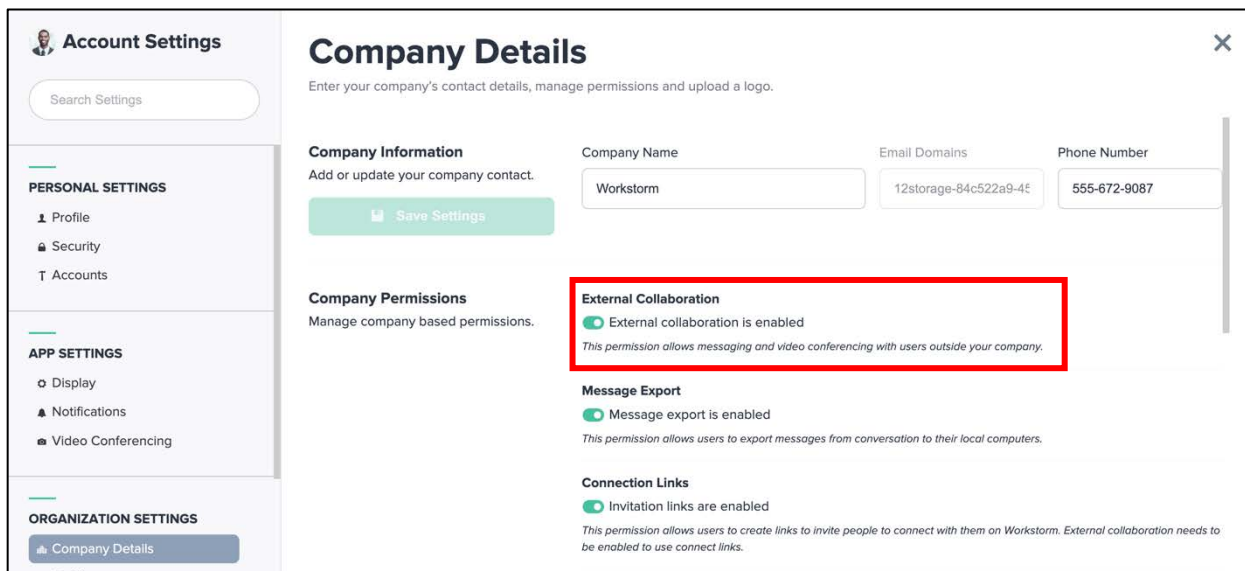 Account Settings
Search Settings
PERSONAL SETTINGS
Profile
Security
Accounts
APP SETTINGS
Display
Notifications
Video Conferencing
ORGANIZATION SETTINGS
Company Details
Company Details
Enter your company's contact details, manage permissions and upload a logo.
Company Information
Add or update your company contact.
Save Settings
Company Name
Workstorm
Email Domains
12storage-84c522a9-45
Phone Number
555-672-9087
Company Permissions
Manage company based permissions.
External Collaboration
External collaboration is enabled
This permission allows messaging and video conferencing with users outside your company.
Message Export
Message export is enabled
This permission allows users to export messages from conversation to their local computers.
Connection Links
Invitation links are enabled
This permission allows users to create links to invite people to connect with them on Workstorm. External collaboration needs to
be enabled to use connect links.